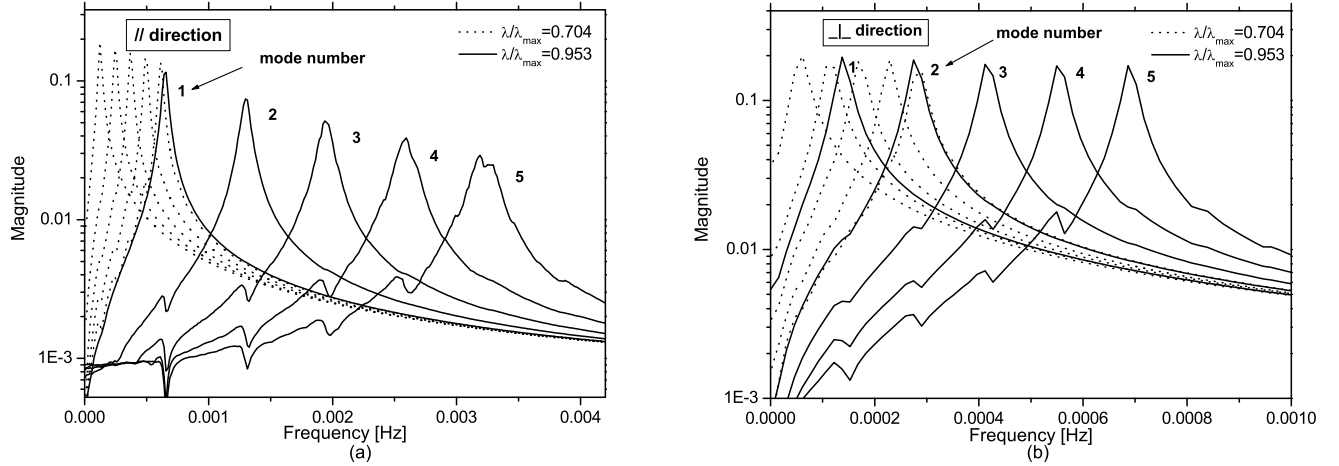 // direction
mode number
λ/λmax=0.704
λ/λmax=0.953
1
2
3
4
5
0.1
0.01
1E-3
Magnitude
0.000
0.001
0.002
0.003
0.004
Frequency [Hz]
(a)
_|_ direction
mode number
λ/λmax=0.704
λ/λmax=0.953
1
2
3
4
5
0.1
0.01
1E-3
Magnitude
0.0000
0.0002
0.0004
0.0006
0.0008
0.0010
Frequency [Hz]
(b)